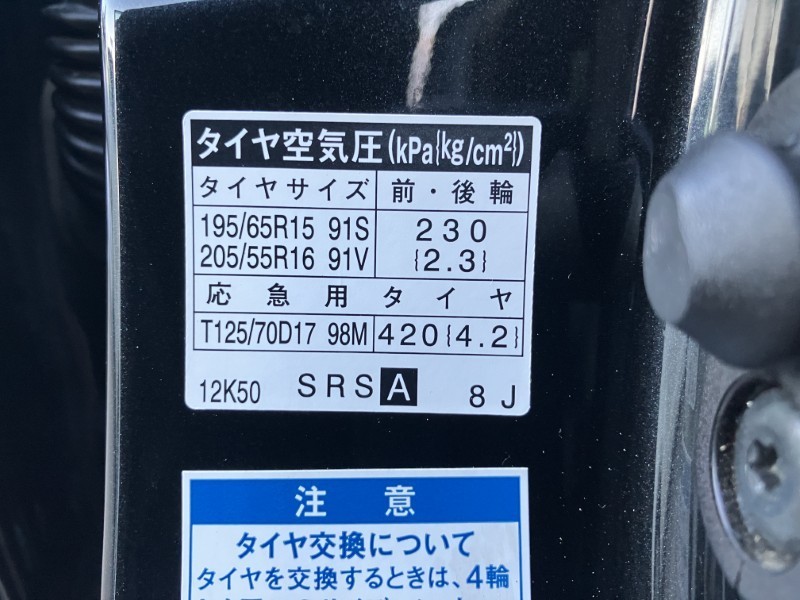 タイヤ空気圧(kPa{kg/cm²})
タイヤサイズ 前・後輪
195/65R15 91S 230
205/55R16 91V {2.3}
応急用タイヤ
T125/70D17 98M 420{4.2}
12K50 SRS A 8J
注意
タイヤ交換について
タイヤを交換するときは、4輪